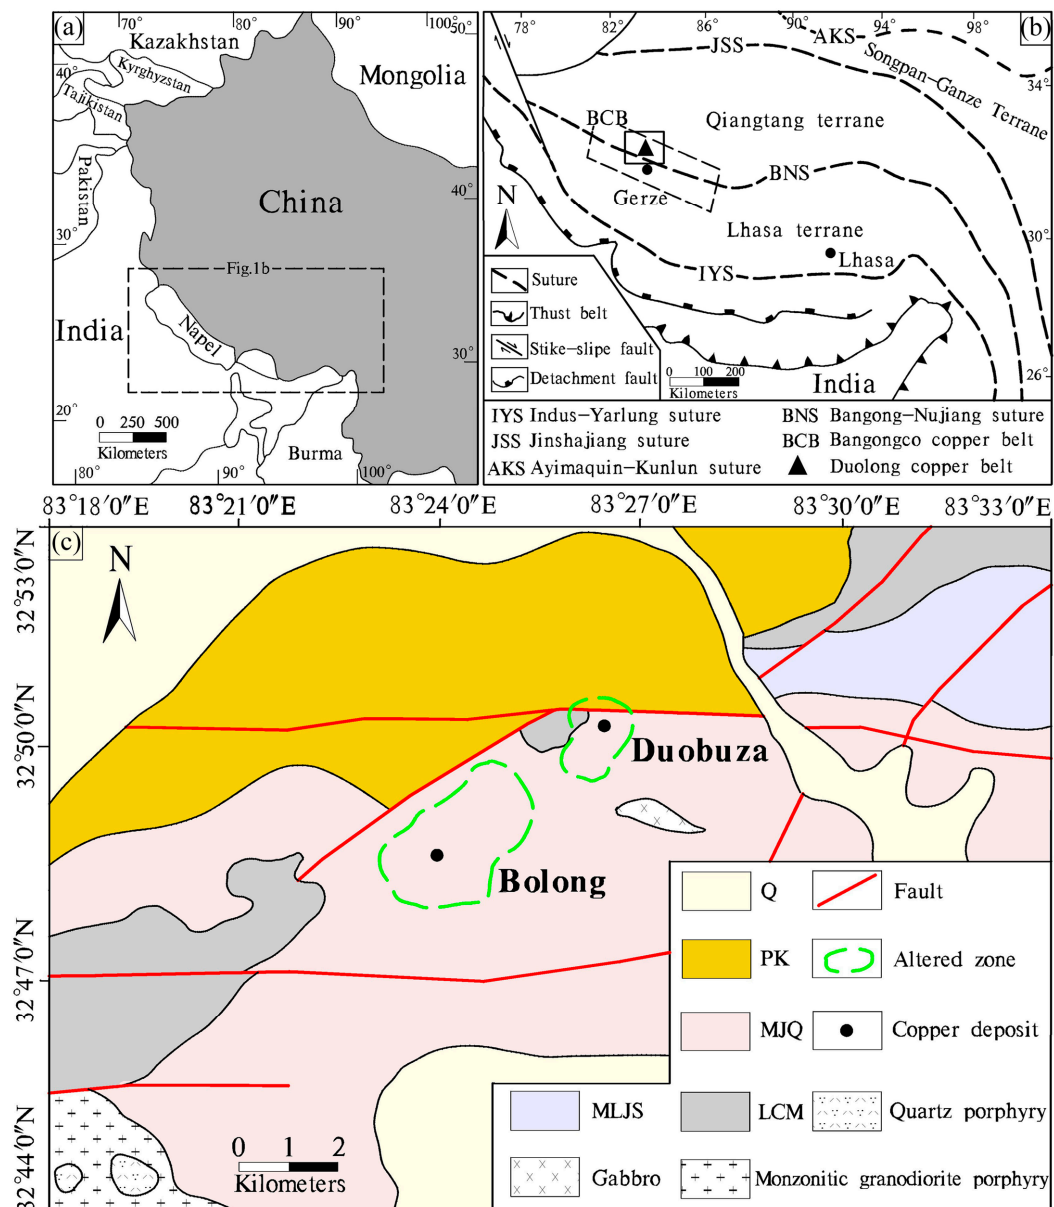 (a)
70°
80°
90°
100°
50°
Kazakhstan
Mongolia
40°
Kyrghyzstan
Tajikistan
Pakistan
China
40°
30°
Fig.1b
India
Napel
30°
20°
0 250 500
Kilometers
Burma
80°
90°
100°
(b)
78°
82°
86°
90°
94°
98°
AKS
JSS
Songpan-Ganze Terrane
34°
BCB
Qiangtang terrane
BNS
N
Gerze
Lhasa terrane
30°
Lhasa
IYS
Suture
Thust belt
Stike-slipe fault
Detachment fault
0 100 200
Kilometers
India
26°
IYS Indus-Yarlung suture
BNS Bangong-Nujiang suture
JSS Jinshajiang suture
BCB Bangongco copper belt
AKS Ayimaquin-Kunlun suture
Duolong copper belt
83°18′0″E
83°21′0″E
83°24′0″E
83°27′0″E
83°30′0″E
83°33′0″E
(c)
N
32°53′0″N
32°50′0″N
32°47′0″N
32°44′0″N
Duobuza
Bolong
Q
Fault
PK
Altered zone
MJQ
Copper deposit
MLJS
LCM
Quartz porphyry
Gabbro
Monzonitic granodiorite porphyry
0 1 2
Kilometers